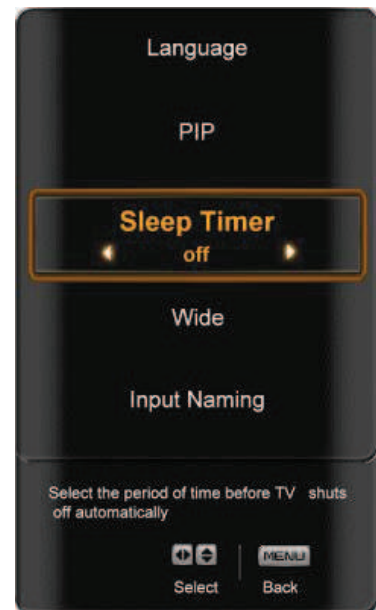 Language
PIP
Sleep Timer
off
Wide
Input Naming
Select the period of time before TV shuts
off automatically
MENU
Select Back